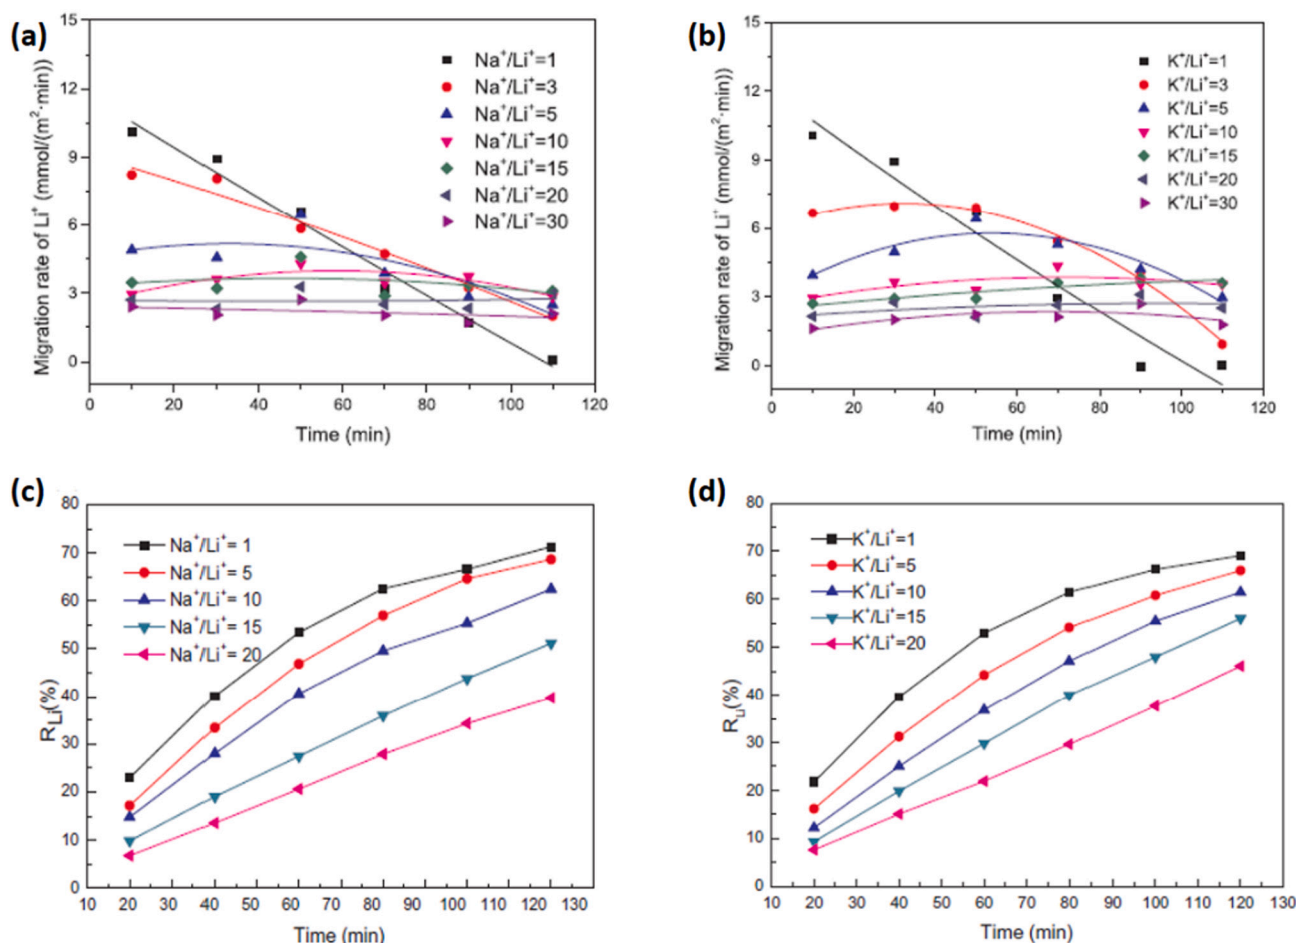 (a)
Migration rate of Li⁺ (mmol/(m²·min))
15
12
9
6
3
0
Na⁺/Li⁺=1
Na⁺/Li⁺=3
Na⁺/Li⁺=5
Na⁺/Li⁺=10
Na⁺/Li⁺=15
Na⁺/Li⁺=20
Na⁺/Li⁺=30
0 20 40 60 80 100 120
Time (min)
(b)
Migration rate of Li⁺ (mmol/(m²·min))
15
12
9
6
3
0
K⁺/Li⁺=1
K⁺/Li⁺=3
K⁺/Li⁺=5
K⁺/Li⁺=10
K⁺/Li⁺=15
K⁺/Li⁺=20
K⁺/Li⁺=30
0 20 40 60 80 100 120
Time (min)
(c)
R_Li(%)
80
70
60
50
40
30
20
10
0
Na⁺/Li⁺= 1
Na⁺/Li⁺= 5
Na⁺/Li⁺= 10
Na⁺/Li⁺= 15
Na⁺/Li⁺= 20
10 20 30 40 50 60 70 80 90 100 110 120 130
Time (min)
(d)
R_Li(%)
80
70
60
50
40
30
20
10
0
K⁺/Li⁺=1
K⁺/Li⁺=5
K⁺/Li⁺=10
K⁺/Li⁺=15
K⁺/Li⁺=20
10 20 30 40 50 60 70 80 90 100 110 120 130
Time (min)